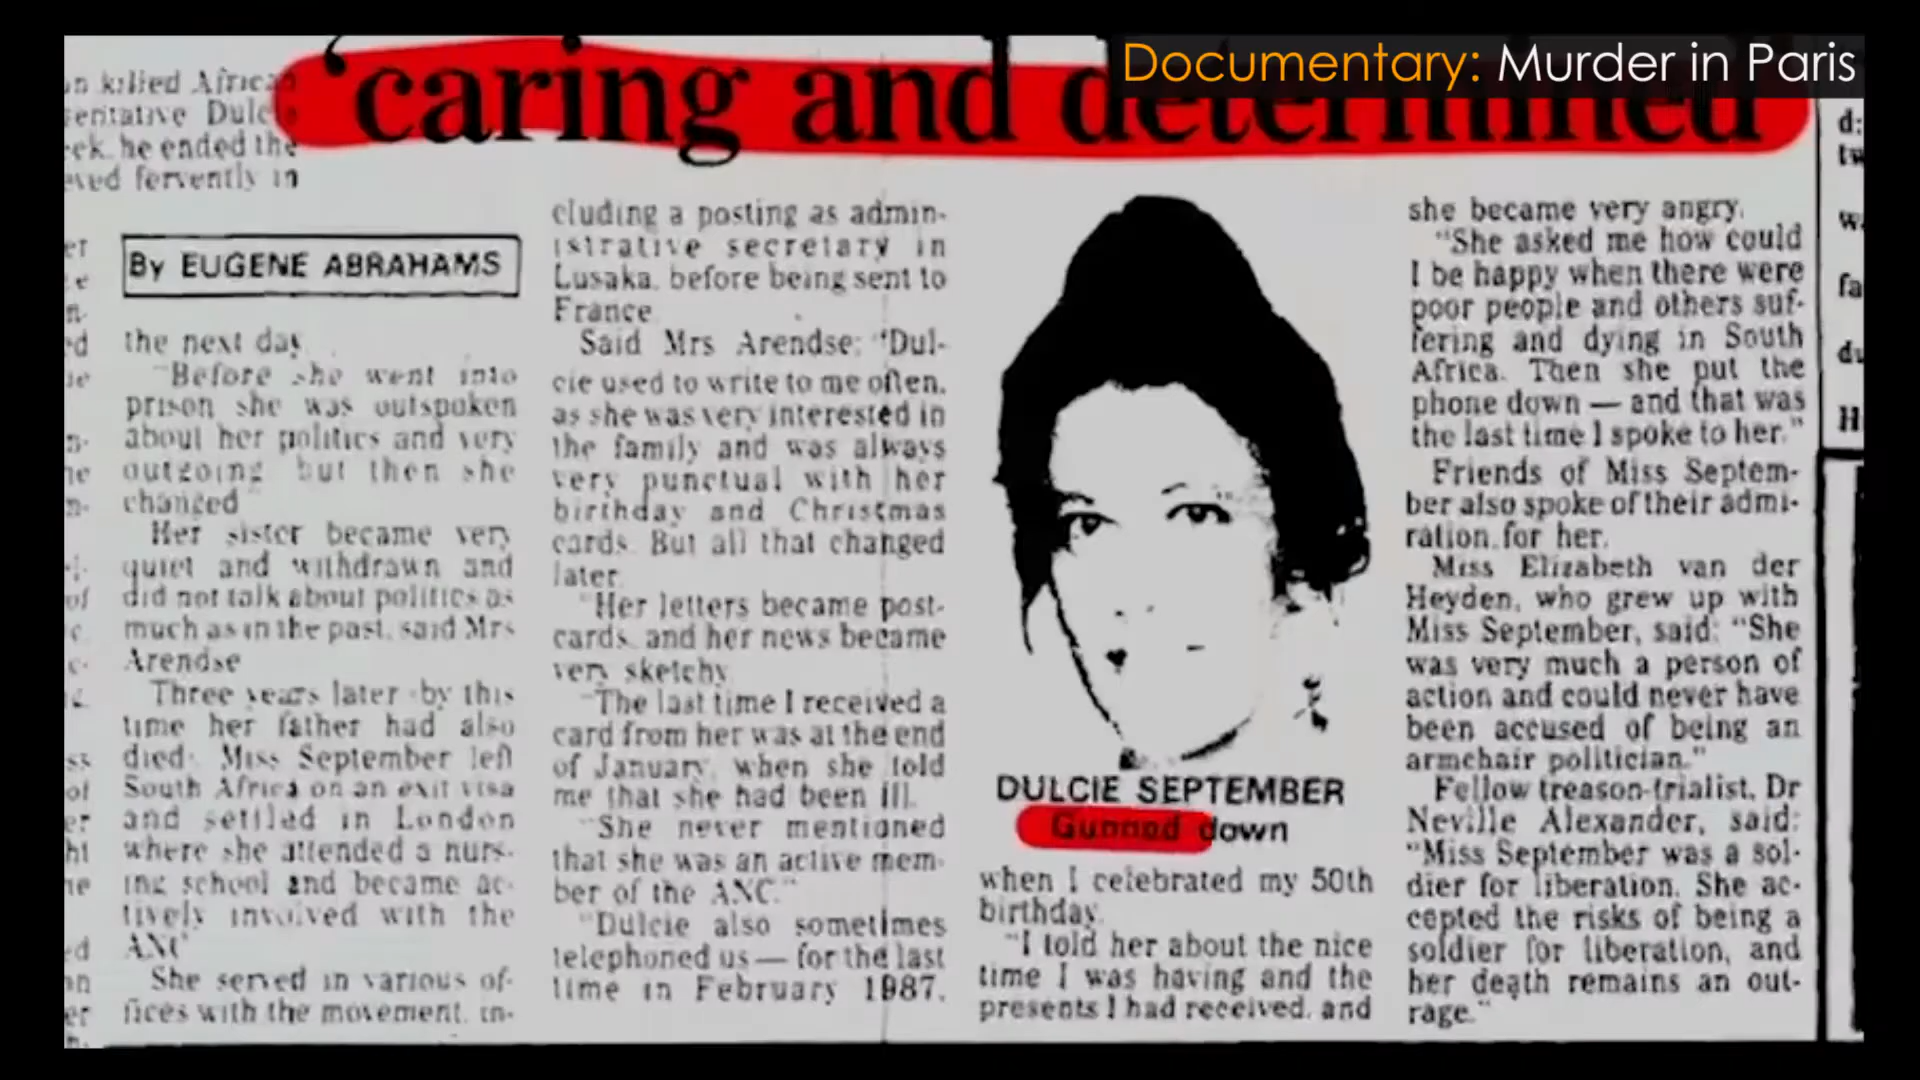 Documentary: Murder in Paris
'caring and determined
killed African
Dulcie
he ended the
fervently in
By EUGENE ABRAHAMS
the next day
"Before she went into
prison she was outspoken
about her politics and very
outgoing but then she
changed"
Her sister became very
quiet and withdrawn and
did not talk about politics as
much as in the past, said Mrs
Arendse
Three years later by this
time her father had also
died Miss September left
South Africa on an exit visa
and settled in London
where she attended a nurs-
ing school and became ac-
tively involved with the
ANC
She served in various of-
fices with the movement, in-
cluding a posting as admin-
istrative secretary in
Lusaka, before being sent to
France
Said Mrs Arendse: "Dul-
cie used to write to me often,
as she was very interested in
the family and was always
very punctual with her
birthday and Christmas
cards. But all that changed
later.
"Her letters became post-
cards, and her news became
very sketchy
"The last time I received a
card from her was at the end
of January, when she told
me that she had been ill.
"She never mentioned
that she was an active mem-
ber of the ANC."
"Dulcie also sometimes
telephoned us — for the last
time in February 1987,
DULCIE SEPTEMBER
Gunned down
when I celebrated my 50th
birthday.
"I told her about the nice
time I was having and the
presents I had received, and
she became very angry.
"She asked me how could
I be happy when there were
poor people and others suf-
fering and dying in South
Africa. Then she put the
phone down — and that was
the last time I spoke to her."
Friends of Miss Septem-
ber also spoke of their admi-
ration for her.
Miss Elizabeth van der
Heyden, who grew up with
Miss September, said: "She
was very much a person of
action and could never have
been accused of being an
armchair politician."
Fellow treason-trialist, Dr
Neville Alexander, said:
"Miss September was a sol-
dier for liberation. She ac-
cepted the risks of being a
soldier for liberation, and
her death remains an out-
rage."